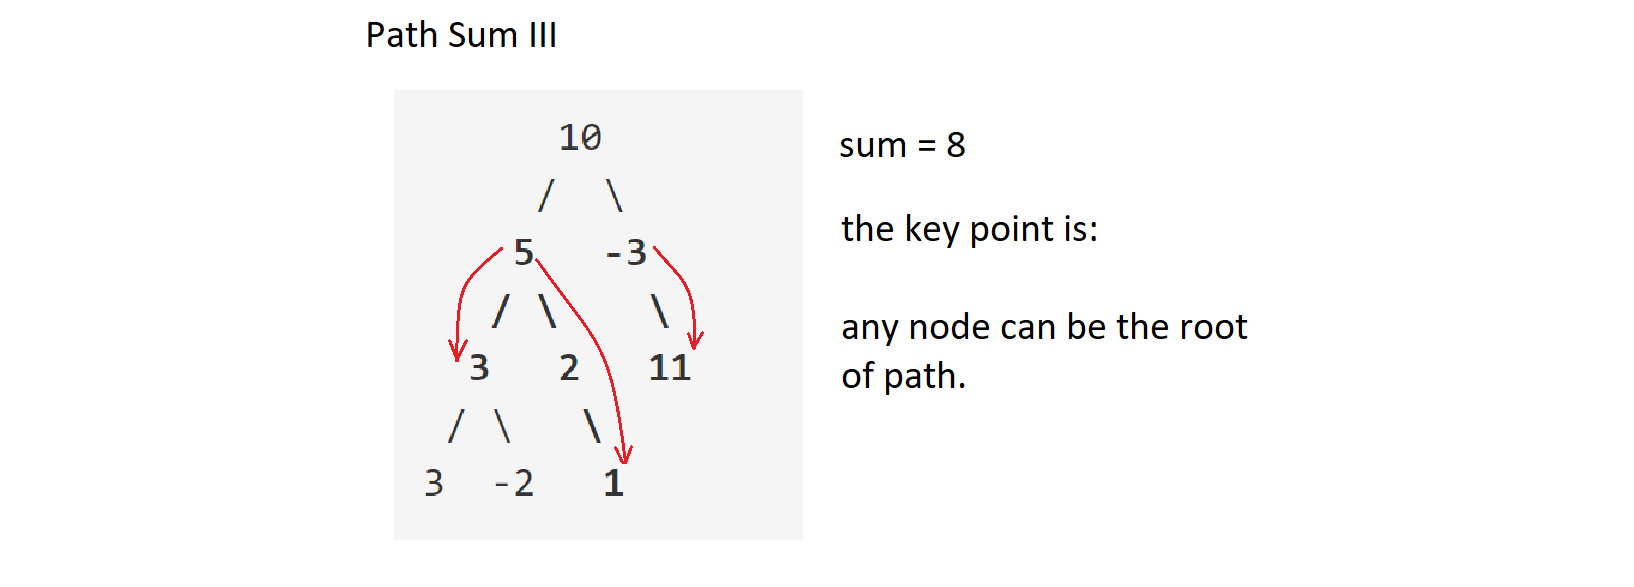 Path Sum III
10
/ \
5 -3
/ \ \
3 2 11
/ \ \
3 -2 1
sum = 8
the key point is:
any node can be the root
of path.